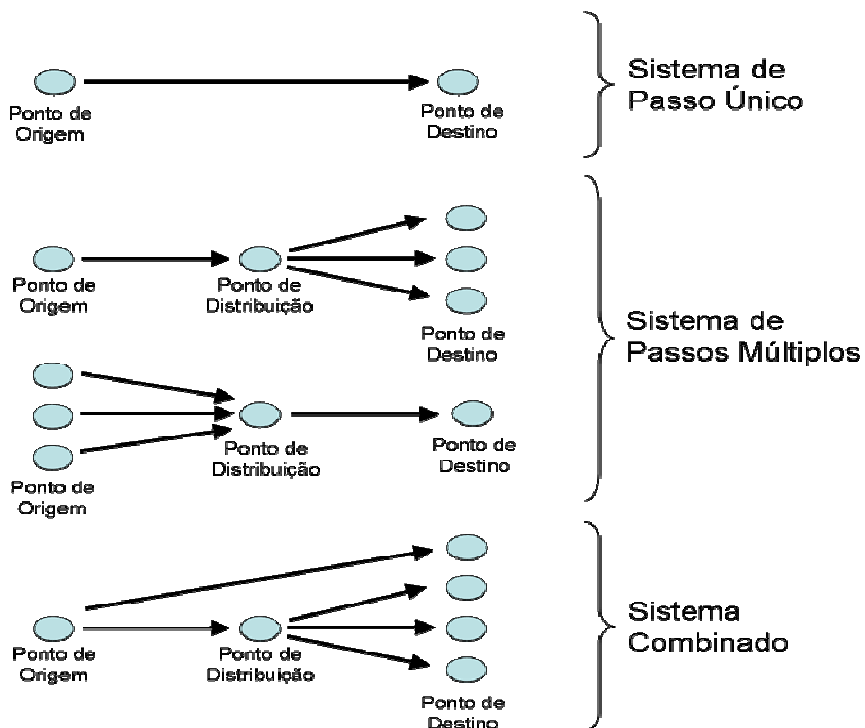 Ponto de
Origem
Ponto de
Destino
Sistema de
Passo Único
Ponto de
Origem
Ponto de
Distribuição
Ponto de
Destino
Sistema de
Passos Múltiplos
Ponto de
Origem
Ponto de
Distribuição
Ponto de
Destino
Ponto de
Origem
Ponto de
Distribuição
Ponto de
Destino
Sistema
Combinado